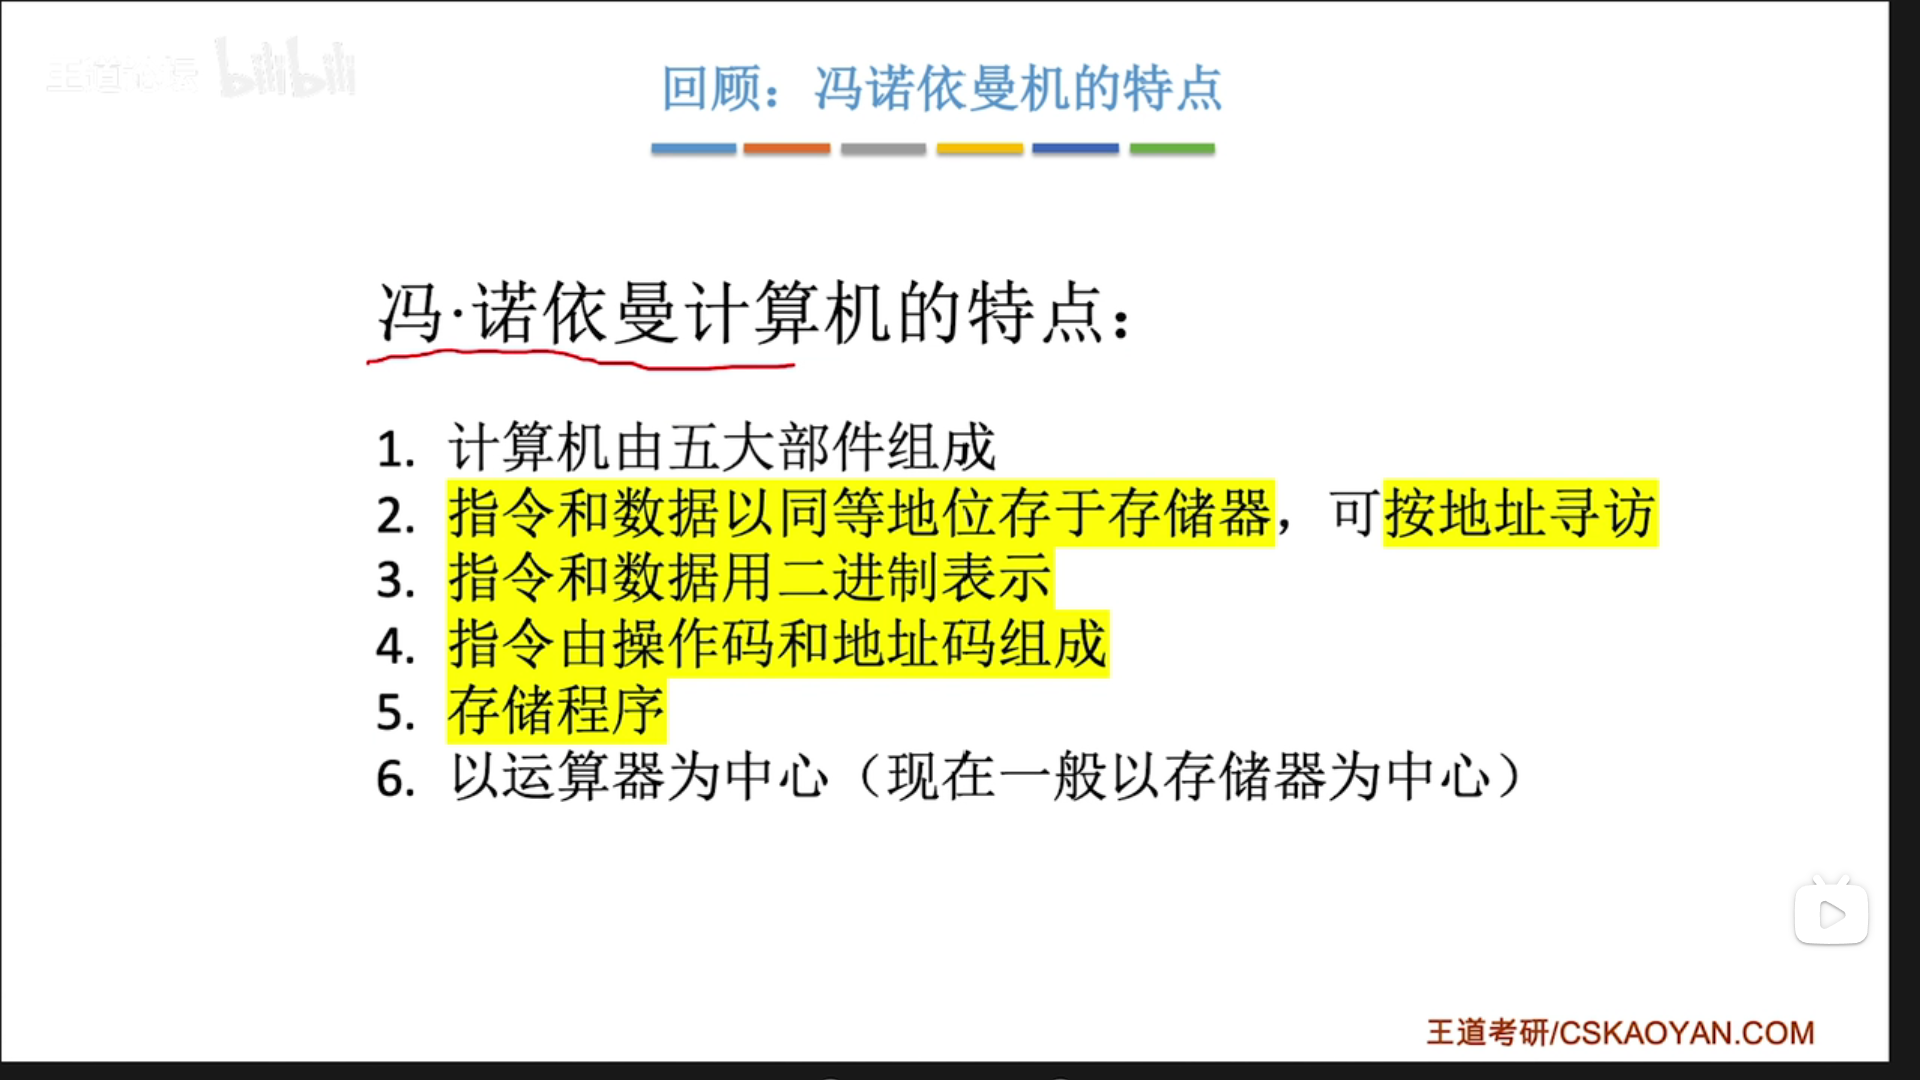 王道论坛 bilibili
回顾：冯诺依曼机的特点
冯·诺依曼计算机的特点：
1. 计算机由五大部件组成
2. 指令和数据以同等地位存于存储器，可按地址寻访
3. 指令和数据用二进制表示
4. 指令由操作码和地址码组成
5. 存储程序
6. 以运算器为中心（现在一般以存储器为中心）
王道考研/CSKAOYAN.COM